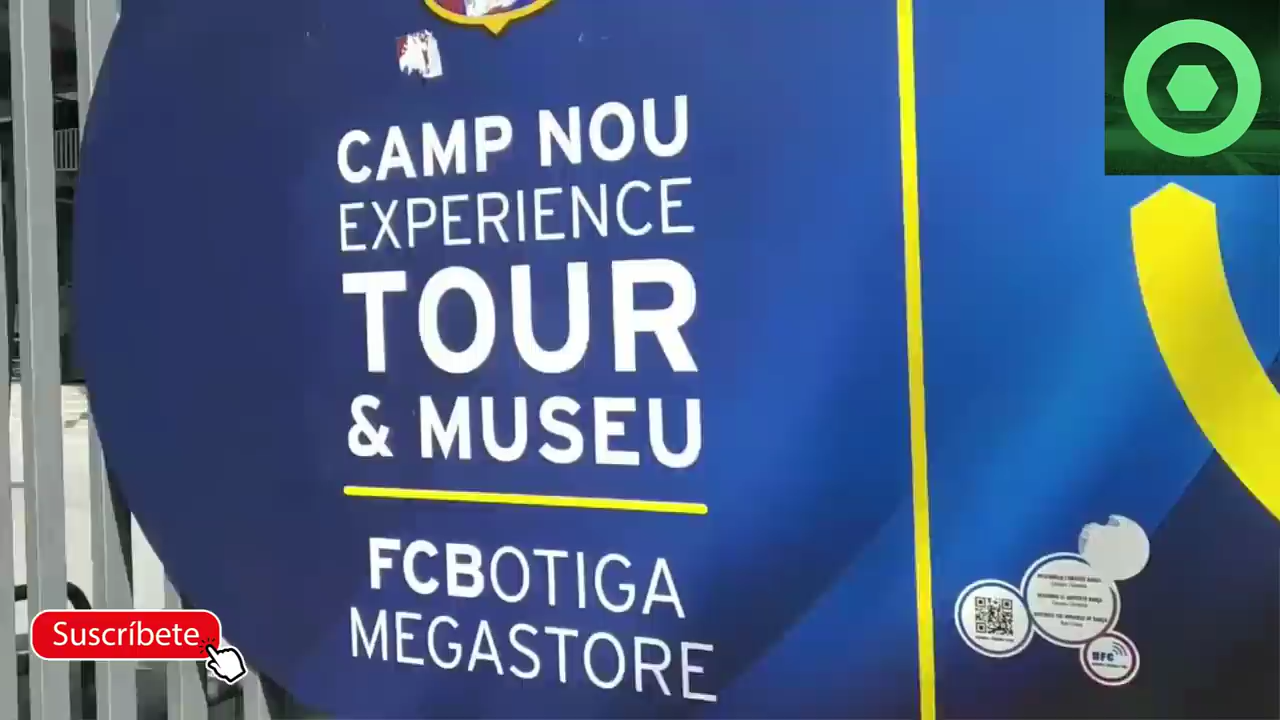 CAMP NOU
EXPERIENCE
TOUR
& MUSEU
FCBOTIGA
MEGASTORE
Suscríbete